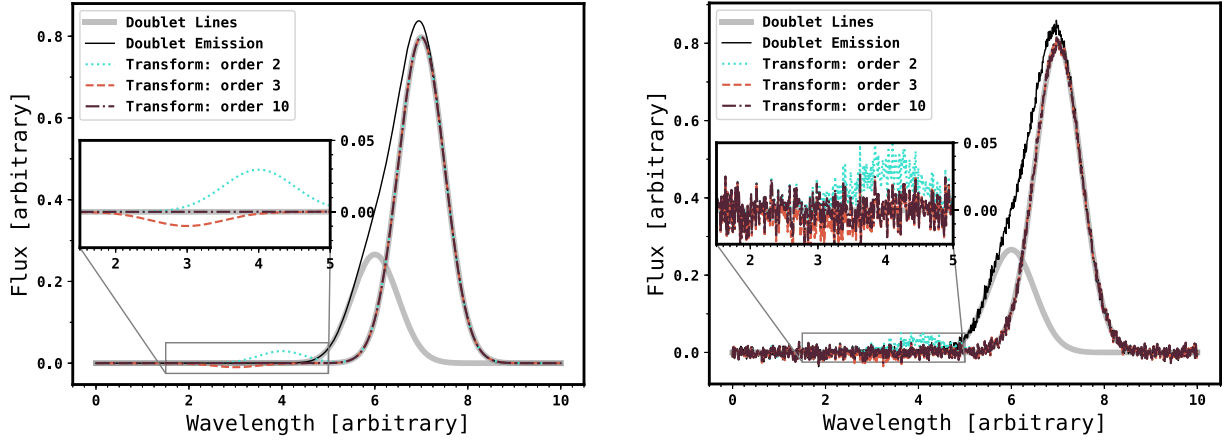 Doublet Lines
Doublet Emission
Transform: order 2
Transform: order 3
Transform: order 10
0.8
0.6
0.4
0.2
0.0
Flux [arbitrary]
0.05
0.00
2 3 4 5
0 2 4 6 8 10
Wavelength [arbitrary]
Doublet Lines
Doublet Emission
Transform: order 2
Transform: order 3
Transform: order 10
0.8
0.6
0.4
0.2
0.0
Flux [arbitrary]
0.05
0.00
2 3 4 5
0 2 4 6 8 10
Wavelength [arbitrary]